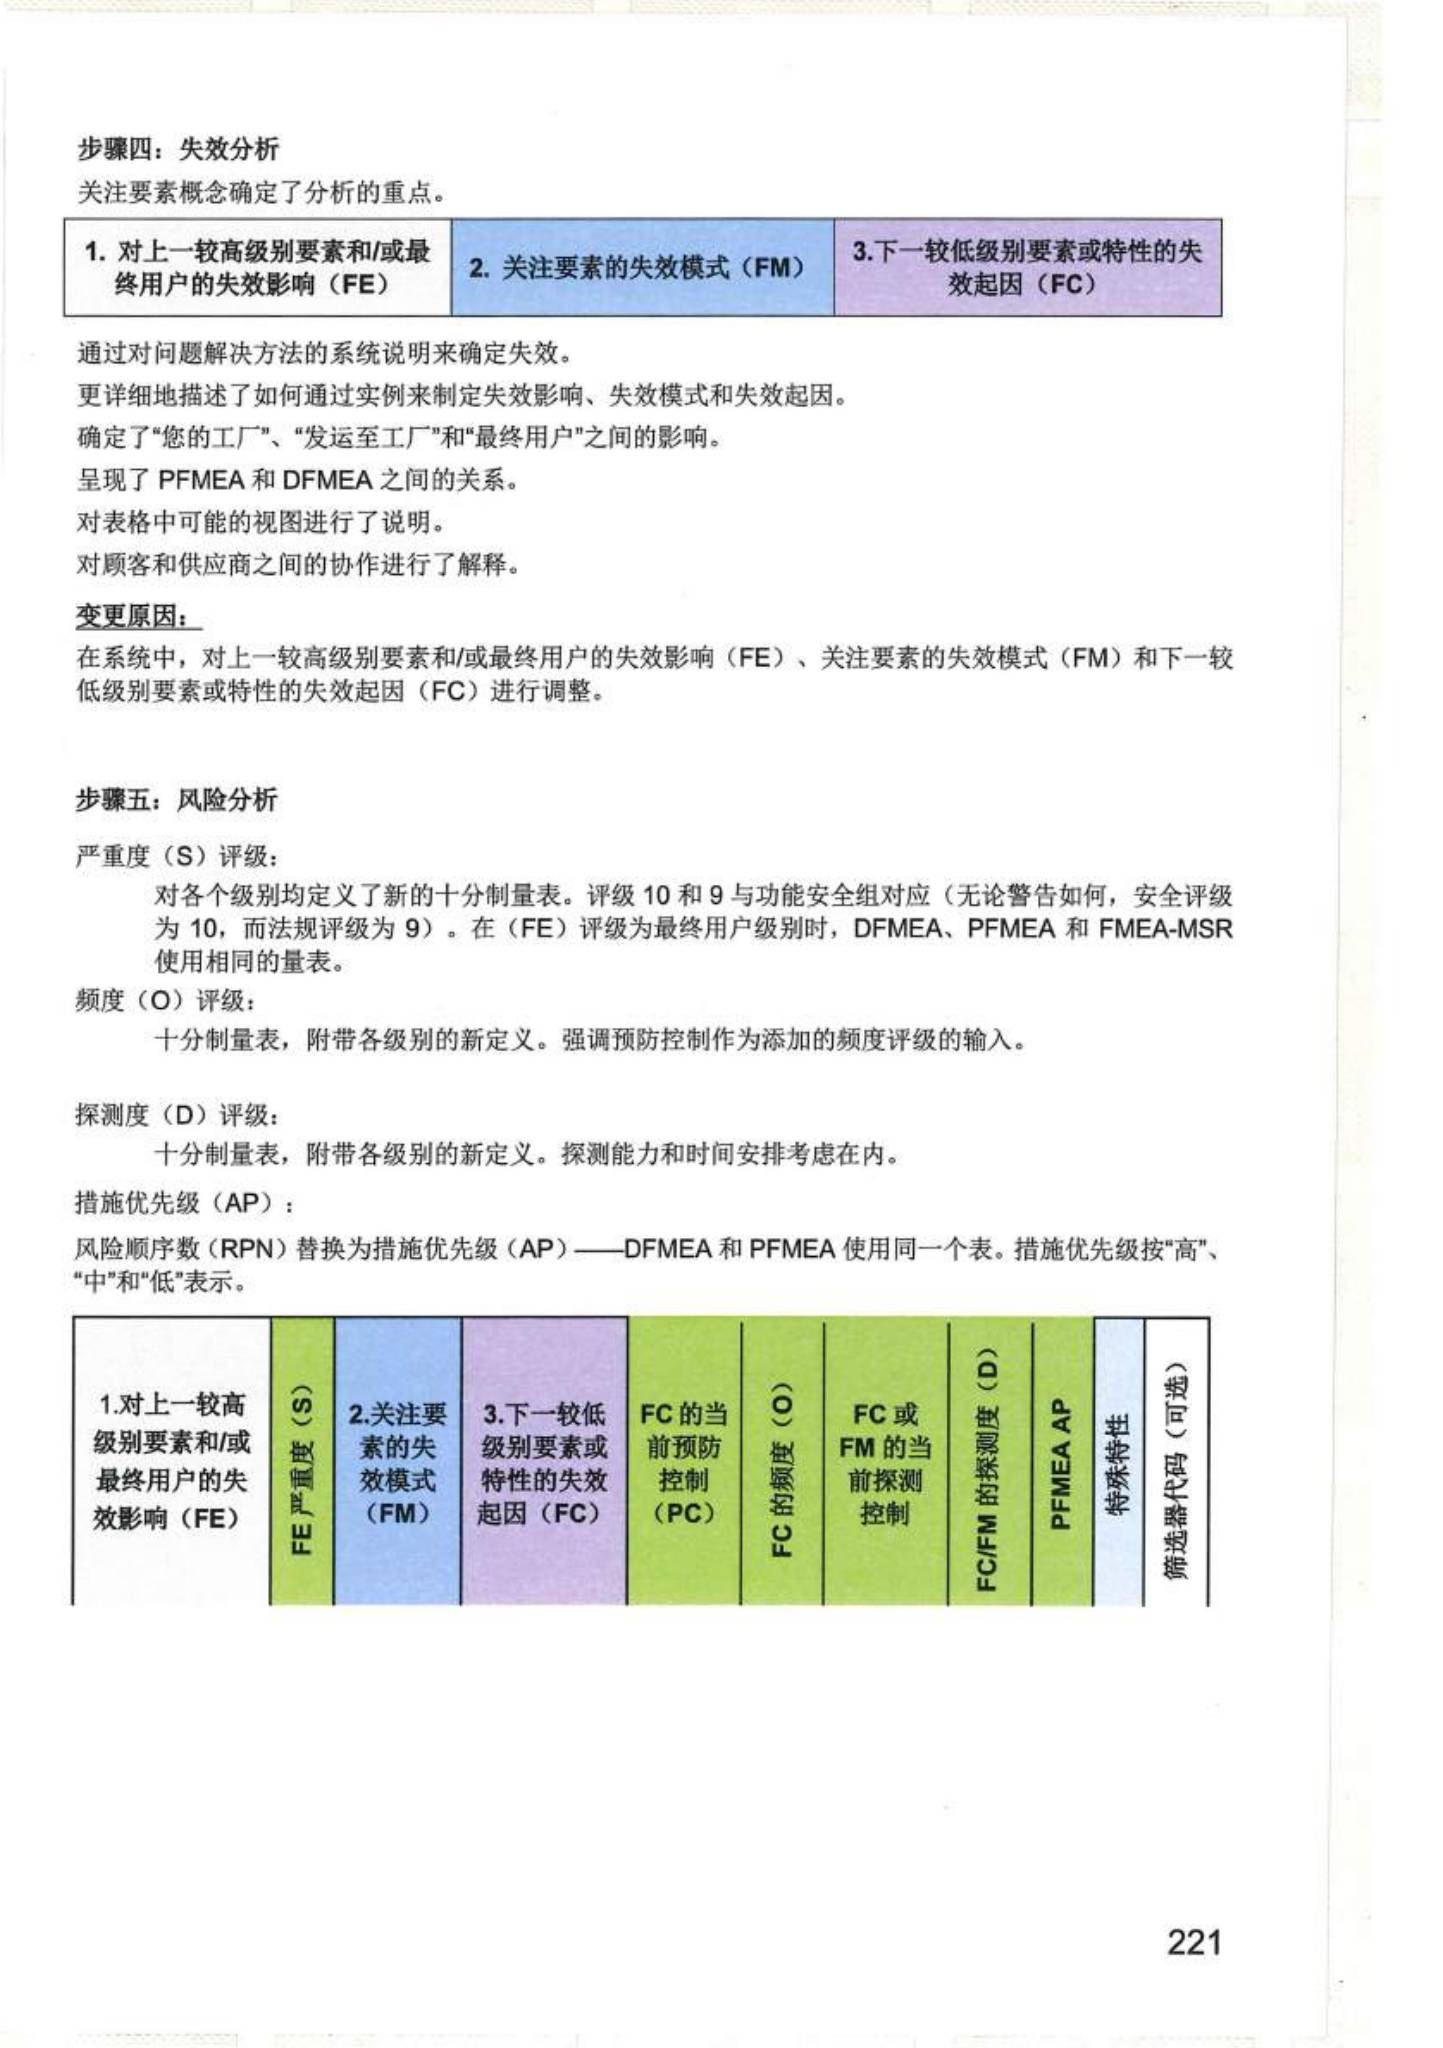 步骤四：失效分析
关注要素概念确定了分析的重点。
1. 对上一较高级别要素和/或最
终用户的失效影响（FE）
2. 关注要素的失效模式（FM）
3.下一较低级别要素或特性的失
效起因（FC）
通过对问题解决方法的系统说明来确定失效。
更详细地描述了如何通过实例来制定失效影响、失效模式和失效起因。
确定了“您的工厂”、“发运至工厂”和“最终用户”之间的影响。
呈现了 PFMEA 和 DFMEA 之间的关系。
对表格中可能的视图进行了说明。
对顾客和供应商之间的协作进行了解释。
变更原因：
在系统中，对上一较高级别要素和/或最终用户的失效影响（FE）、关注要素的失效模式（FM）和下一较
低级别要素或特性的失效起因（FC）进行调整。
步骤五：风险分析
严重度（S）评级：
对各个级别均定义了新的十分制量表。评级 10 和 9 与功能安全组对应（无论警告如何，安全评级
为 10，而法规评级为 9）。在（FE）评级为最终用户级别时，DFMEA、PFMEA 和 FMEA-MSR
使用相同的量表。
频度（O）评级：
十分制量表，附带各级别的新定义。强调预防控制作为添加的频度评级的输入。
探测度（D）评级：
十分制量表，附带各级别的新定义。探测能力和时间安排考虑在内。
措施优先级（AP）：
风险顺序数（RPN）替换为措施优先级（AP）——DFMEA 和 PFMEA 使用同一个表。措施优先级按“高”、
“中”和“低”表示。
1.对上一较高
级别要素和/或
最终用户的失
效影响（FE）
FE 严重度（S）
2.关注要
素的失
效模式
（FM）
3.下一较低
级别要素或
特性的失效
起因（FC）
FC 的当
前预防
控制
（PC）
FC 的频度（O）
FC 或
FM 的当
前探测
控制
FC/FM 的探测度（D）
PFMEA AP
特殊特性
筛选器代码（可选）
221